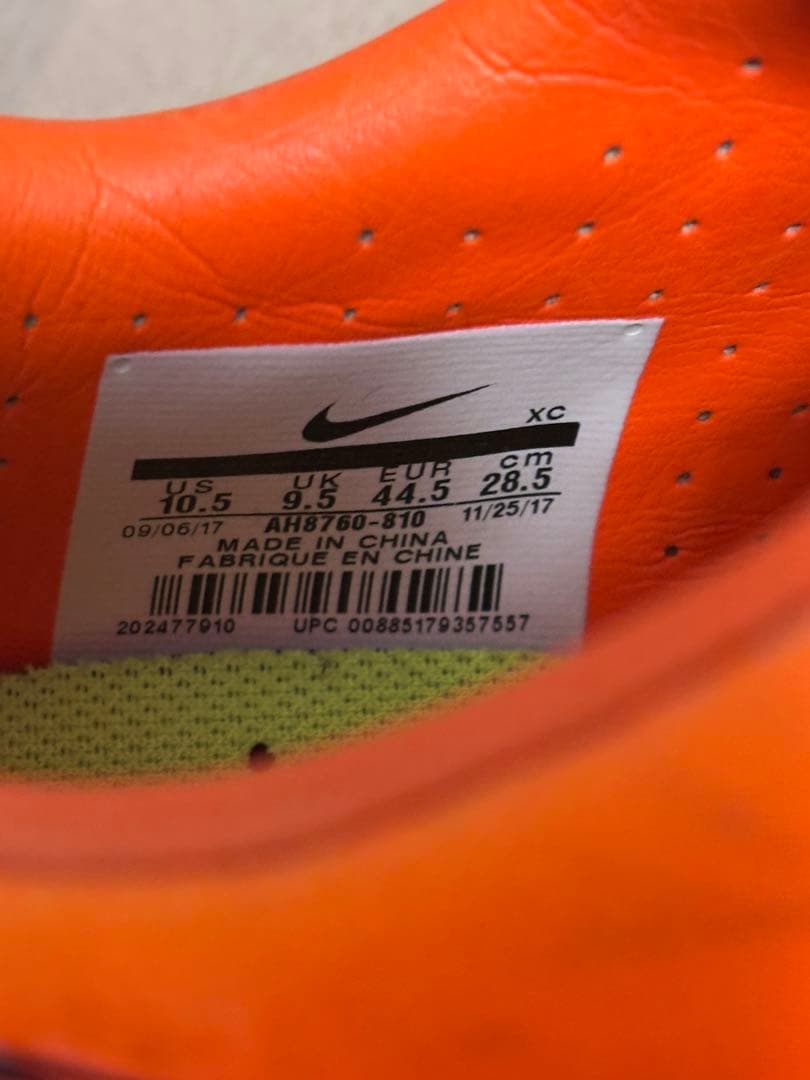 XC
US UK EUR cm
10.5 9.5 44.5 28.5
09/06/17 AH8760-810 11/25/17
MADE IN CHINA
FABRIQUE EN CHINE
202477910 UPC 00885179357557